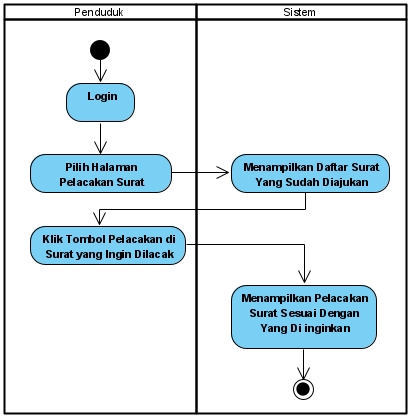 Penduduk
Sistem
Login
Pilih Halaman
Pelacakan Surat
Menampilkan Daftar Surat
Yang Sudah Diajukan
Klik Tombol Pelacakan di
Surat yang Ingin Dilacak
Menampilkan Pelacakan
Surat Sesuai Dengan
Yang Di inginkan